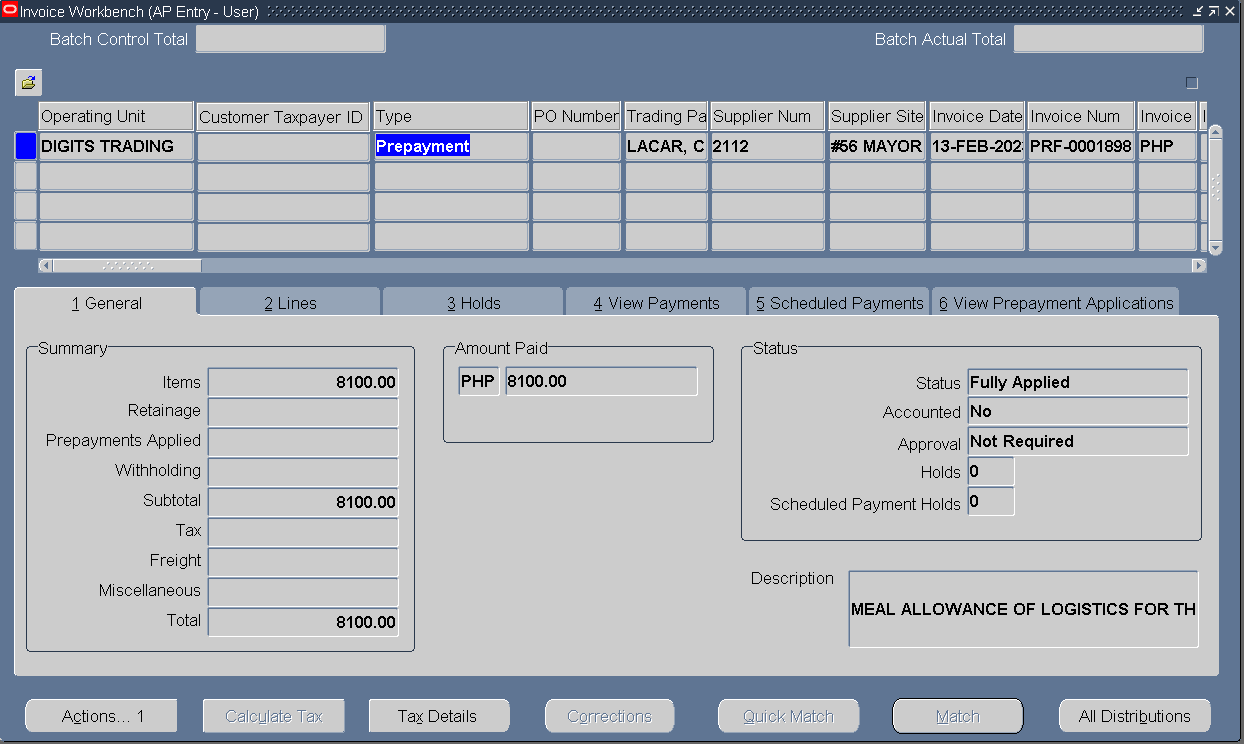 Invoice Workbench (AP Entry - User)
Batch Control Total
Batch Actual Total
Operating Unit Customer Taxpayer ID Type PO Number Trading Pa Supplier Num Supplier Site Invoice Date Invoice Num Invoice
DIGITS TRADING Prepayment LACAR, C 2112 #56 MAYOR 13-FEB-202 PRF-0001898 PHP
1 General 2 Lines 3 Holds 4 View Payments 5 Scheduled Payments 6 View Prepayment Applications
Summary
Items 8100.00
Retainage
Prepayments Applied
Withholding
Subtotal 8100.00
Tax
Freight
Miscellaneous
Total 8100.00
Amount Paid
PHP 8100.00
Status
Status Fully Applied
Accounted No
Approval Not Required
Holds 0
Scheduled Payment Holds 0
Description MEAL ALLOWANCE OF LOGISTICS FOR TH
Actions... 1 Calculate Tax Tax Details Corrections Quick Match Match All Distributions